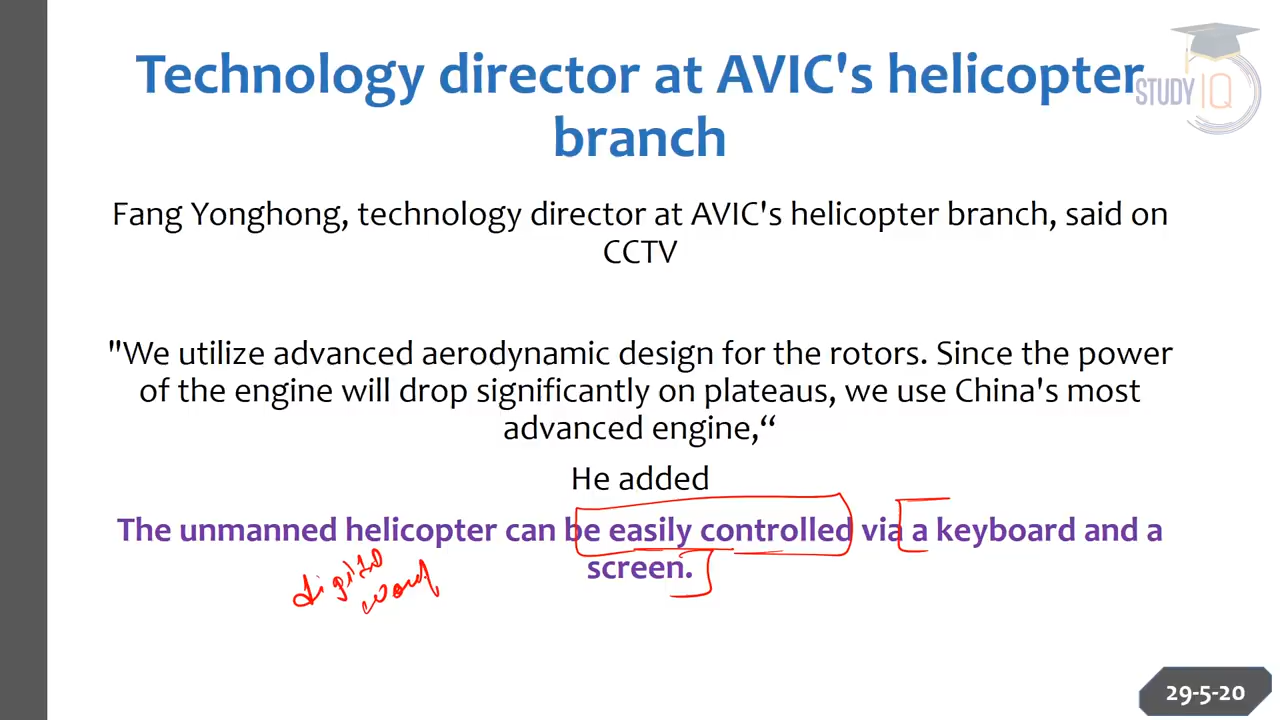 Technology director at AVIC's helicopter
branch
STUDY IQ
Fang Yonghong, technology director at AVIC's helicopter branch, said on
CCTV
"We utilize advanced aerodynamic design for the rotors. Since the power
of the engine will drop significantly on plateaus, we use China's most
advanced engine,“
He added
The unmanned helicopter can be easily controlled via a keyboard and a
screen.
29-5-20